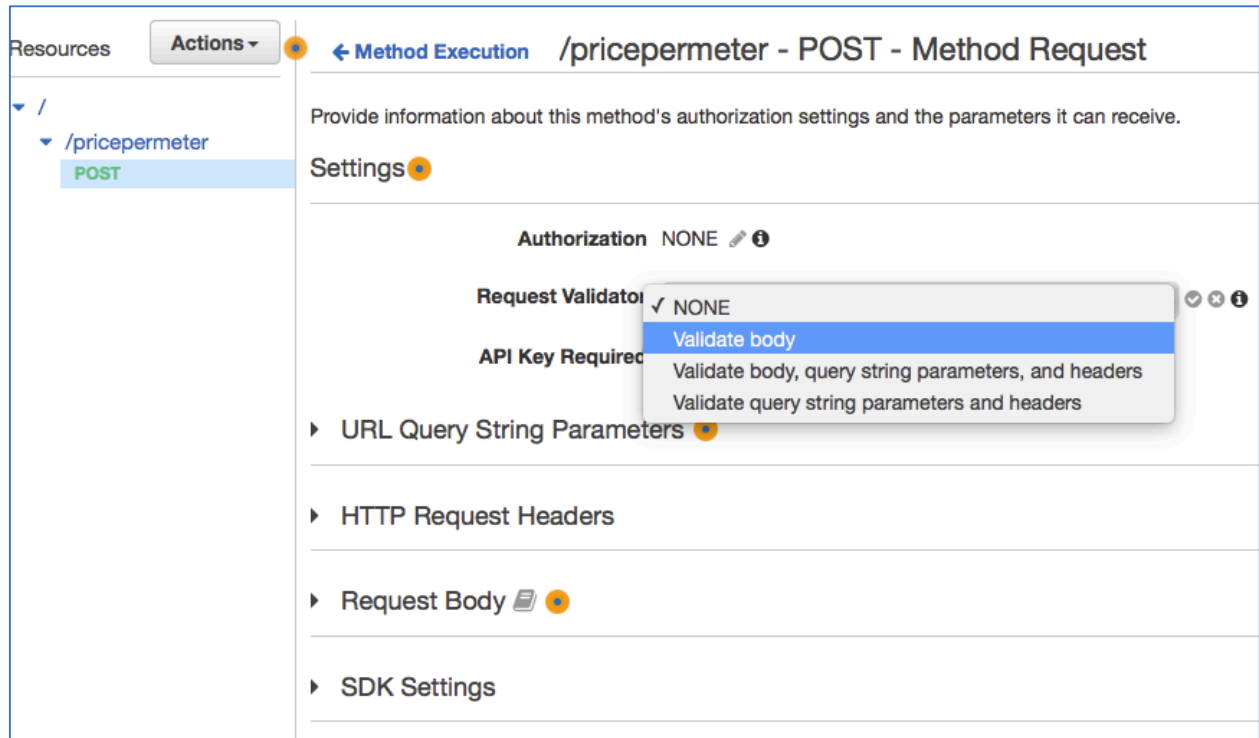 Resources
Actions
Method Execution
/pricepermeter - POST - Method Request
/
/pricepermeter
POST
Provide information about this method's authorization settings and the parameters it can receive.
Settings
Authorization NONE
Request Validator
✓ NONE
Validate body
Validate body, query string parameters, and headers
Validate query string parameters and headers
API Key Required
URL Query String Parameters
HTTP Request Headers
Request Body
SDK Settings